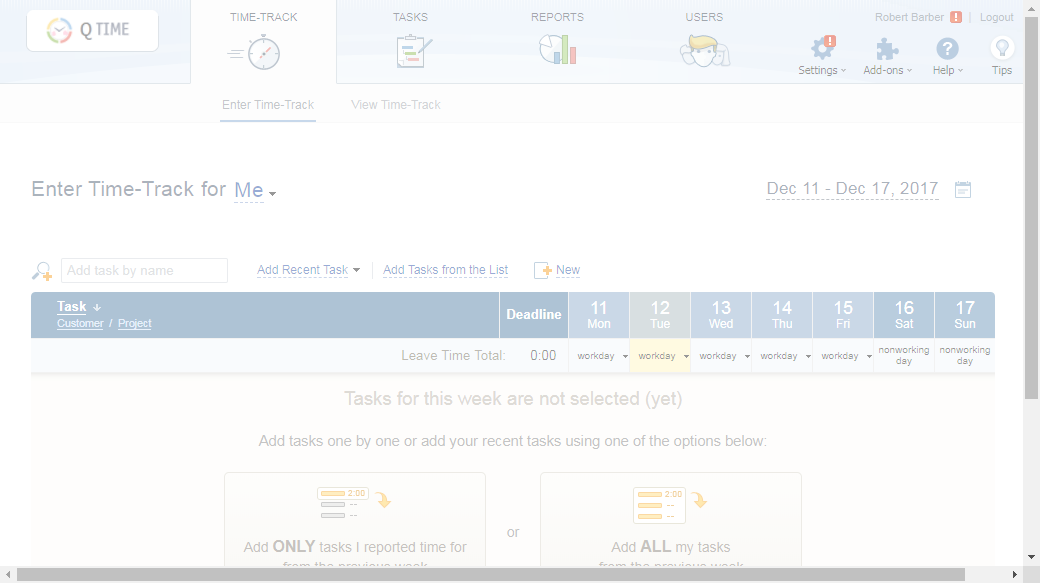 Q TIME
TIME-TRACK
TASKS
REPORTS
USERS
Robert Barber ! | Logout
Settings
Add-ons
Help
Tips
Enter Time-Track
View Time-Track
Enter Time-Track for Me
Dec 11 - Dec 17, 2017
Add task by name
Add Recent Task
Add Tasks from the List
New
Task
Customer / Project
Deadline
11 Mon
12 Tue
13 Wed
14 Thu
15 Fri
16 Sat
17 Sun
Leave Time Total: 0:00
workday
workday
workday
workday
workday
nonworking day
nonworking day
Tasks for this week are not selected (yet)
Add tasks one by one or add your recent tasks using one of the options below:
2:00
--
--
Add ONLY tasks I reported time for
from the previous week
or
2:00
--
--
Add ALL my tasks
from the previous week